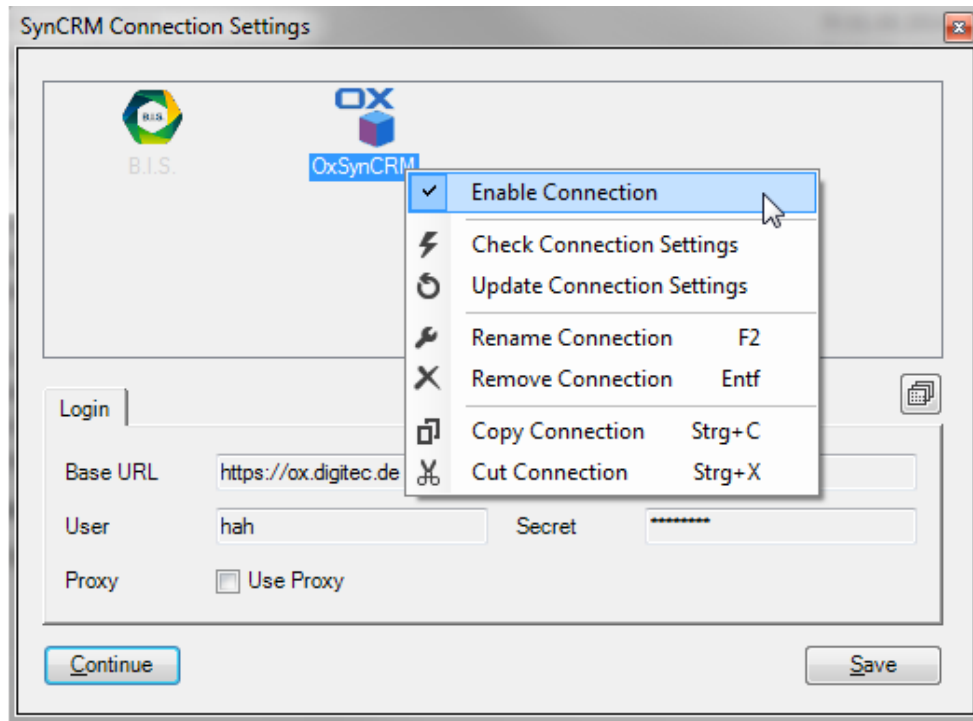 SynCRM Connection Settings
B.I.S.
OX
B.I.S.
OxSynCRM
Enable Connection
Check Connection Settings
Update Connection Settings
Rename Connection F2
Remove Connection Entf
Copy Connection Strg+C
Cut Connection Strg+X
Login
Base URL https://ox.digitec.de
User hah Secret ********
Proxy Use Proxy
Continue Save